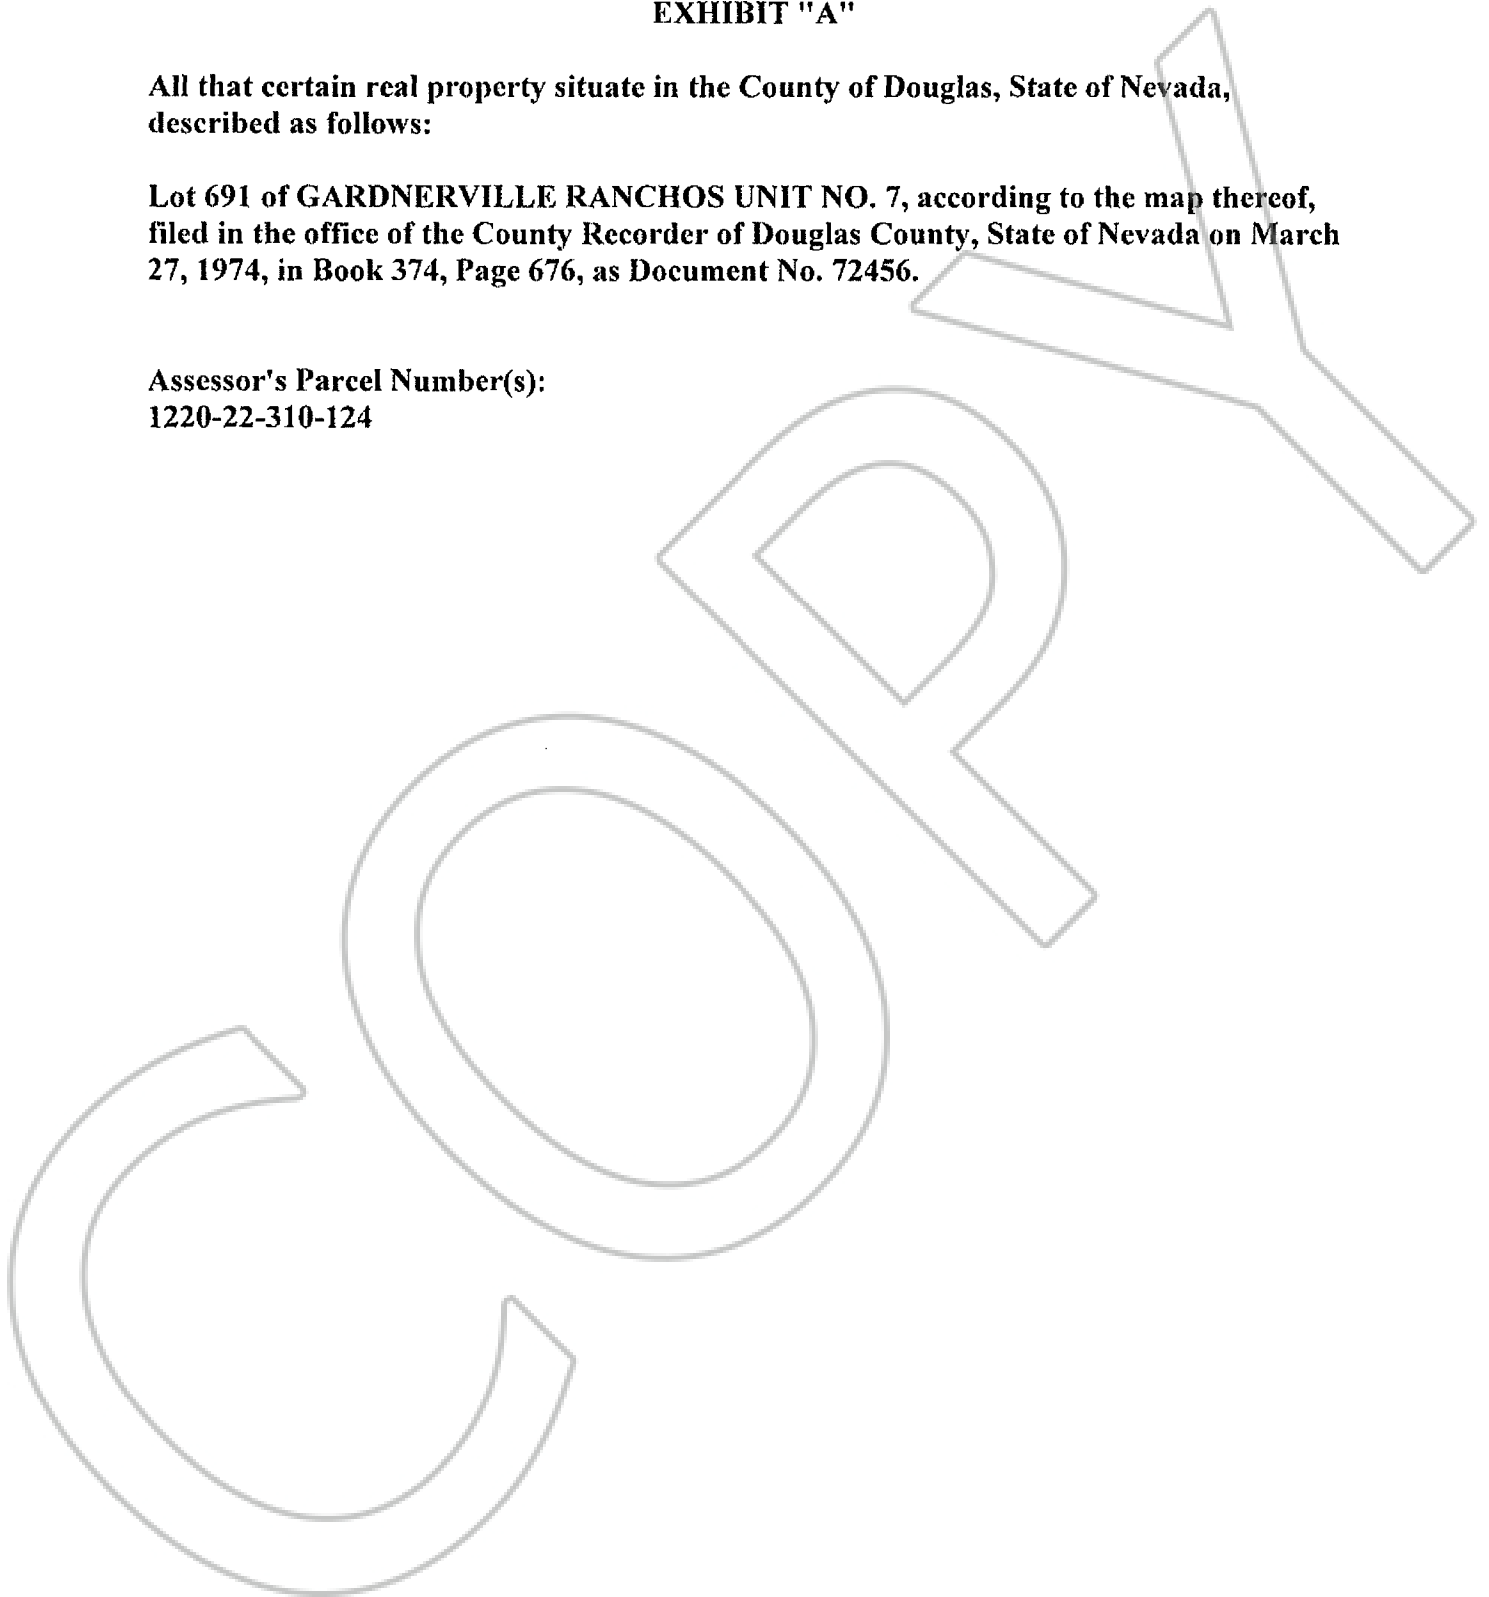 EXHIBIT "A"
All that certain real property situate in the County of Douglas, State of Nevada,
described as follows:
Lot 691 of GARDNERVILLE RANCHOS UNIT NO. 7, according to the map thereof,
filed in the office of the County Recorder of Douglas County, State of Nevada on March
27, 1974, in Book 374, Page 676, as Document No. 72456.
Assessor's Parcel Number(s):
1220-22-310-124
COPY